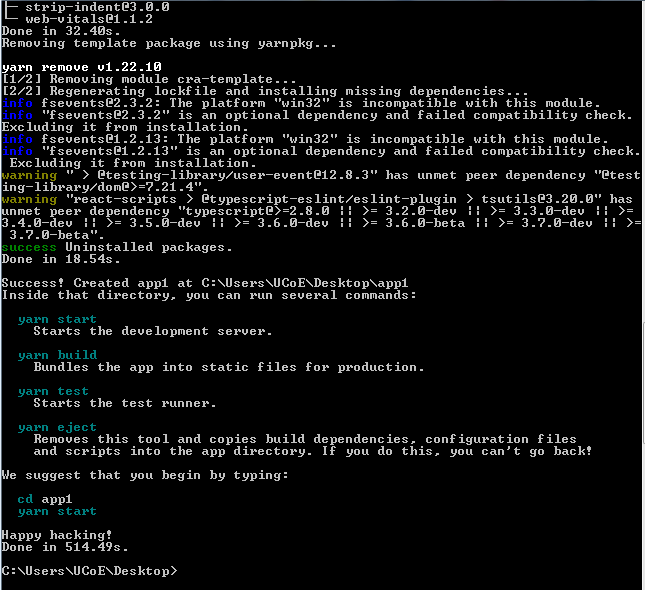 ├─ strip-indent@3.0.0
└─ web-vitals@1.1.2
Done in 32.40s.
Removing template package using yarnpkg...
yarn remove v1.22.10
[1/2] Removing module cra-template...
[2/2] Regenerating lockfile and installing missing dependencies...
info fsevents@2.3.2: The platform "win32" is incompatible with this module.
info "fsevents@2.3.2" is an optional dependency and failed compatibility check.
Excluding it from installation.
info fsevents@1.2.13: The platform "win32" is incompatible with this module.
info "fsevents@1.2.13" is an optional dependency and failed compatibility check.
 Excluding it from installation.
warning " > @testing-library/user-event@12.8.3" has unmet peer dependency "@test
ing-library/dom@>=7.21.4".
warning "react-scripts > @typescript-eslint/eslint-plugin > tsutils@3.20.0" has
unmet peer dependency "typescript@>=2.8.0 || >= 3.2.0-dev || >= 3.3.0-dev || >=
3.4.0-dev || >= 3.5.0-dev || >= 3.6.0-dev || >= 3.6.0-beta || >= 3.7.0-dev || >=
 3.7.0-beta".
success Uninstalled packages.
Done in 18.54s.
Success! Created app1 at C:\Users\UCoE\Desktop\app1
Inside that directory, you can run several commands:
  yarn start
    Starts the development server.
  yarn build
    Bundles the app into static files for production.
  yarn test
    Starts the test runner.
  yarn eject
    Removes this tool and copies build dependencies, configuration files
    and scripts into the app directory. If you do this, you can't go back!
We suggest that you begin by typing:
  cd app1
  yarn start
Happy hacking!
Done in 514.49s.
C:\Users\UCoE\Desktop>